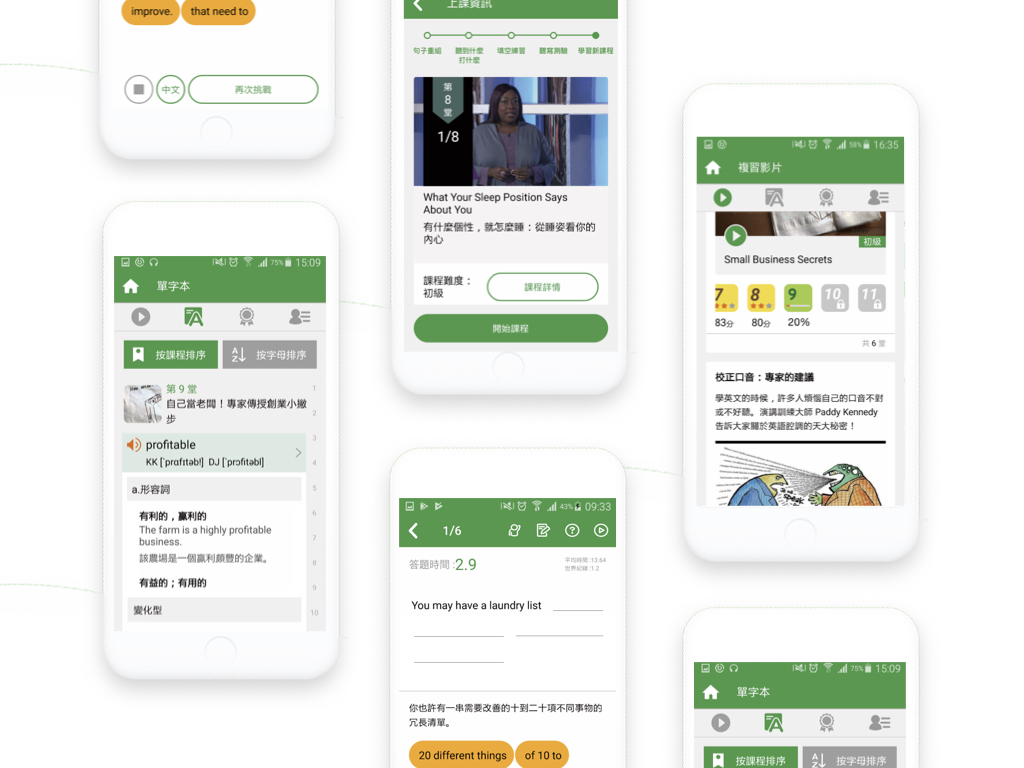 improve.
that need to
中文
再次挑戰
75%
15:09
單字本
按課程排序
A
Z
按字母排序
第 9 堂
自己當老闆！專家傳授創業小撇
步
profitable
KK [ˋprɑfɪtəb!] DJ [ˋprɔfitəbl]
a.形容詞
有利的，贏利的
The farm is a highly profitable
business.
該農場是一個贏利頗豐的企業。
有益的；有用的
變化型
1
2
3
4
5
6
7
8
9
10
上課資訊
句子重組
聽到什麼
打什麼
填空練習
聽寫測驗
學習新課程
第
8
堂
1/8
What Your Sleep Position Says
About You
有什麼個性，就怎麼睡：從睡姿看你的
內心
課程難度：
初級
課程詳情
開始課程
43%
09:33
1/6
答題時間 :2.9
平均時間 :13.64
世界紀錄 :1.2
You may have a laundry list
你也許有一串需要改善的十到二十項不同事物的
冗長清單。
20 different things
of 10 to
58%
16:35
複習影片
初級
Small Business Secrets
7
8
9
10
11
83分
80分
20%
共 6 堂
校正口音：專家的建議
學英文的時候，許多人煩惱自己的口音不對
或不好聽。演講訓練大師 Paddy Kennedy
告訴大家關於英語腔調的天大秘密！
75%
15:09
單字本
按課程排序
A
Z
按字母排序